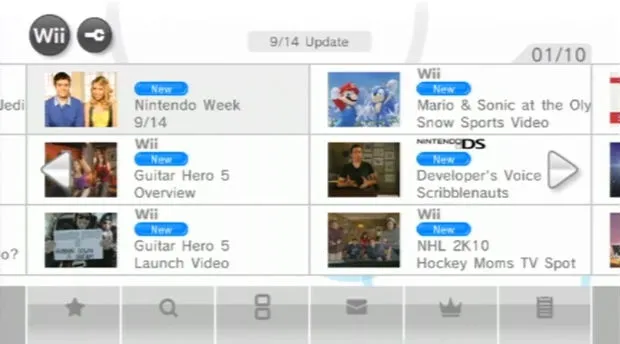 Wii
9/14 Update
01/10
Jedi
New
Nintendo Week
9/14
Wii
New
Mario & Sonic at the Oly
Snow Sports Video
Wii
New
Guitar Hero 5
Overview
NINTENDO DS
New
Developer's Voice
Scribblenauts
o?
Wii
New
Guitar Hero 5
Launch Video
Wii
New
NHL 2K10
Hockey Moms TV Spot